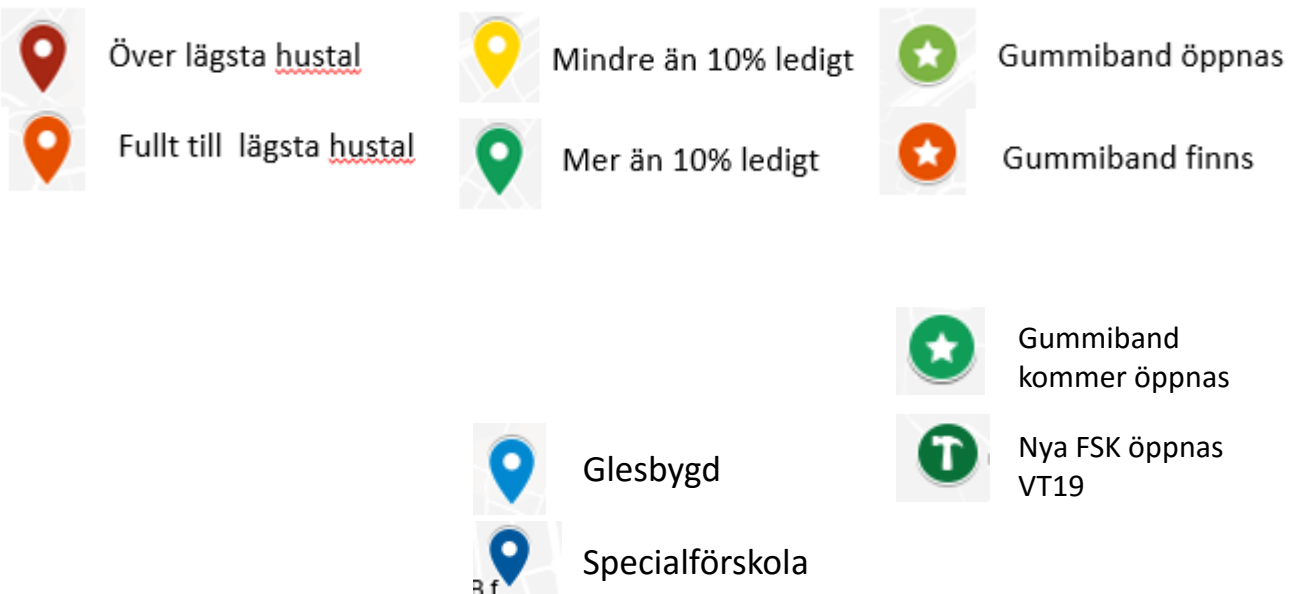 Över lägsta hustal
Mindre än 10% ledigt
Gummiband öppnas
Fullt till lägsta hustal
Mer än 10% ledigt
Gummiband finns
Gummiband
kommer öppnas
Glesbygd
Nya FSK öppnas
VT19
Specialförskola